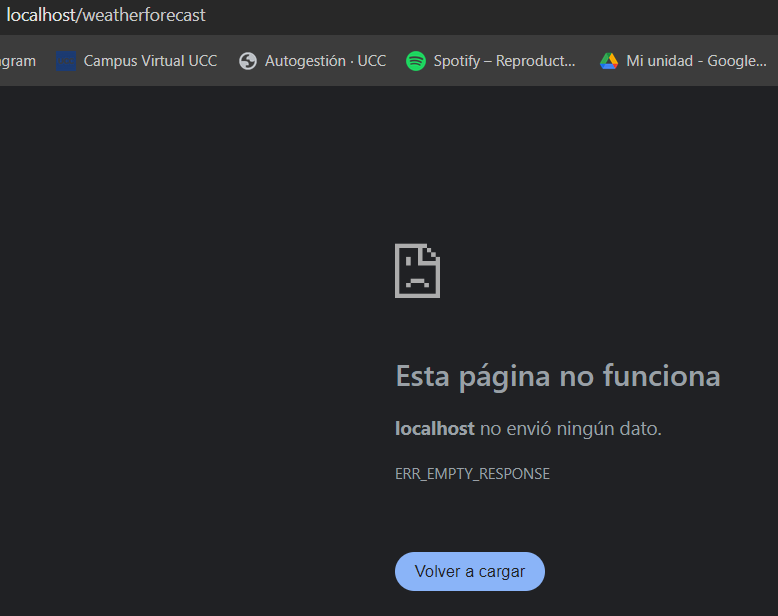 localhost/weatherforecast
gram Campus Virtual UCC Autogestión · UCC Spotify – Reproduct... Mi unidad - Google...
Esta página no funciona
localhost no envió ningún dato.
ERR_EMPTY_RESPONSE
Volver a cargar